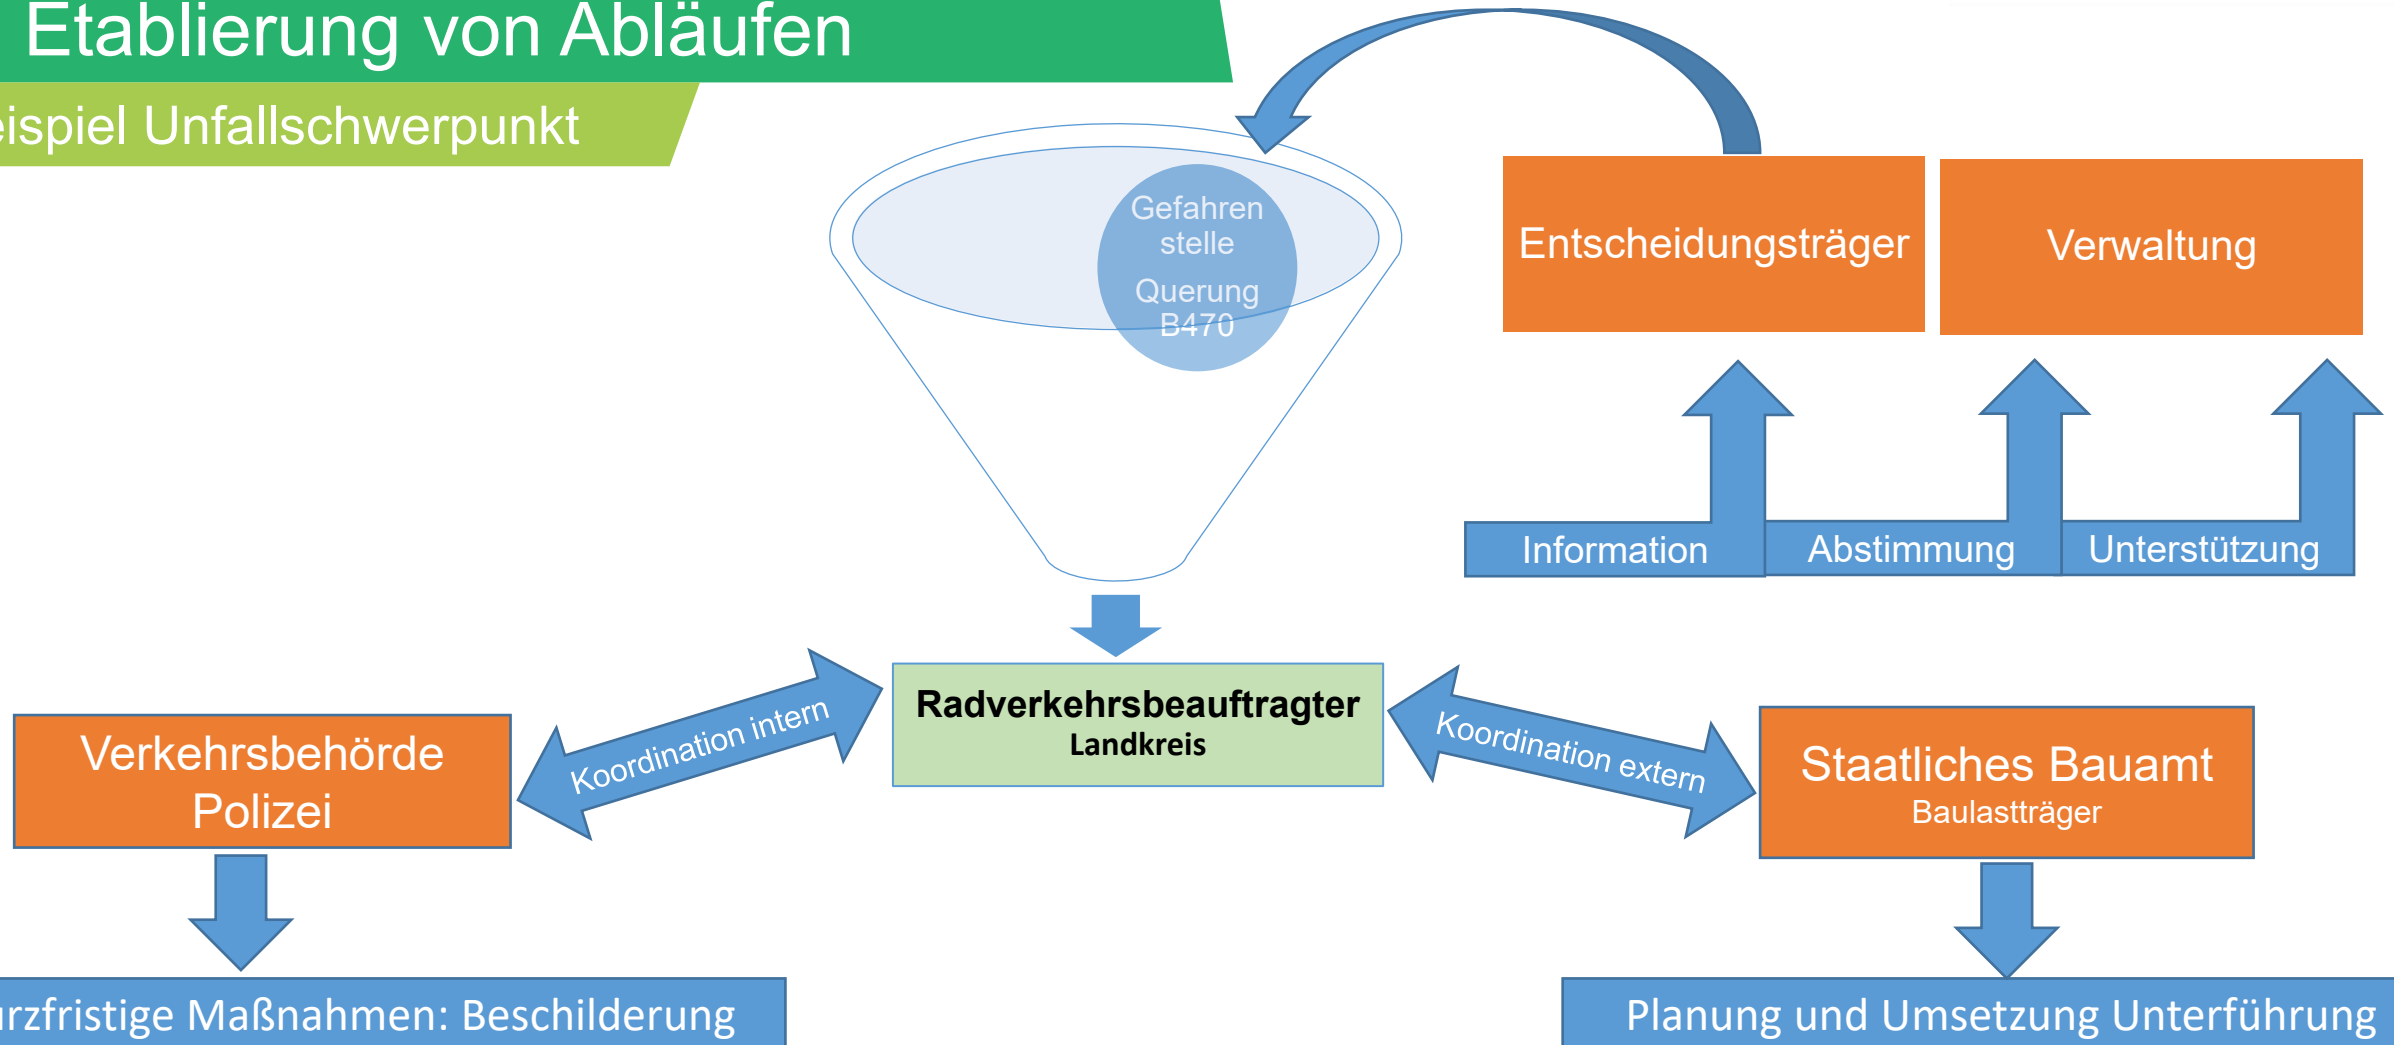 Etablierung von Abläufen
eispiel Unfallschwerpunkt
Gefahren
stelle
Querung
B470
Entscheidungsträger
Verwaltung
Information
Abstimmung
Unterstützung
Radverkehrsbeauftragter
Landkreis
Koordination intern
Koordination extern
Verkehrsbehörde
Polizei
Staatliches Bauamt
Baulastträger
urzfristige Maßnahmen: Beschilderung
Planung und Umsetzung Unterführung